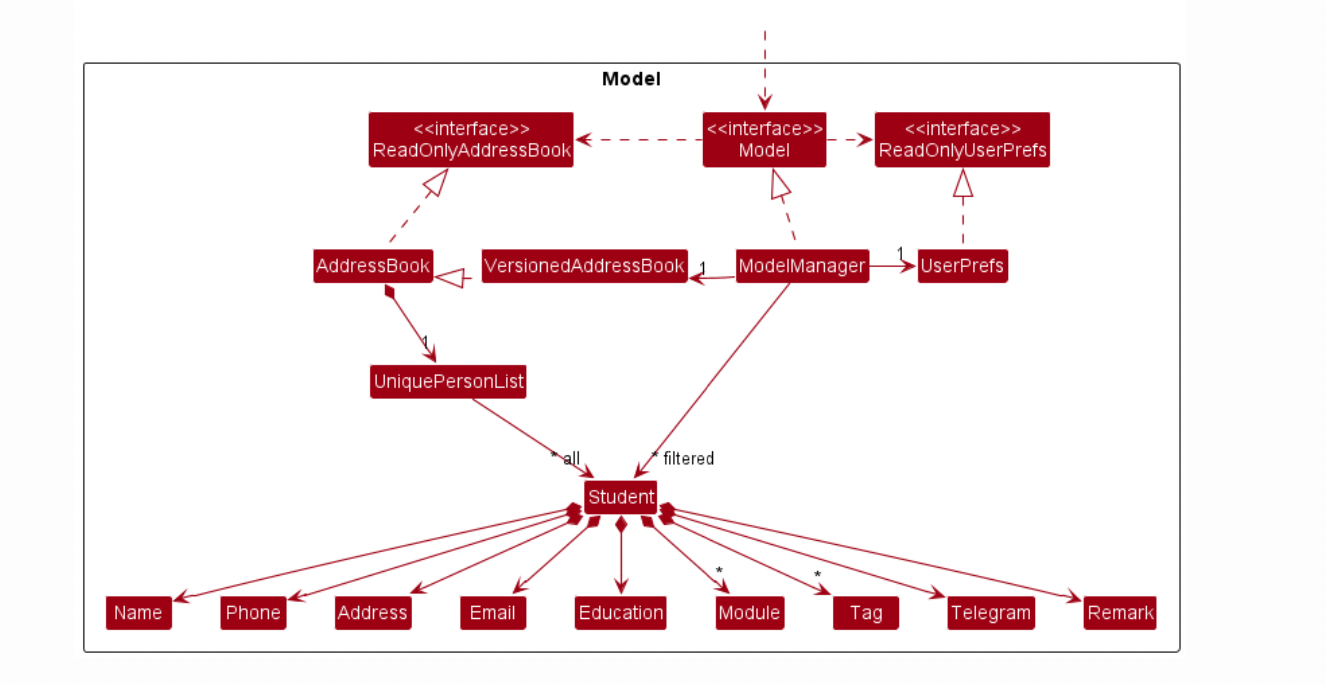 Model
<<interface>>
ReadOnlyAddressBook
<<interface>>
Model
<<interface>>
ReadOnlyUserPrefs
AddressBook
VersionedAddressBook
1
ModelManager
1
UserPrefs
1
UniquePersonList
* all
* filtered
Student
*
*
Name
Phone
Address
Email
Education
Module
Tag
Telegram
Remark